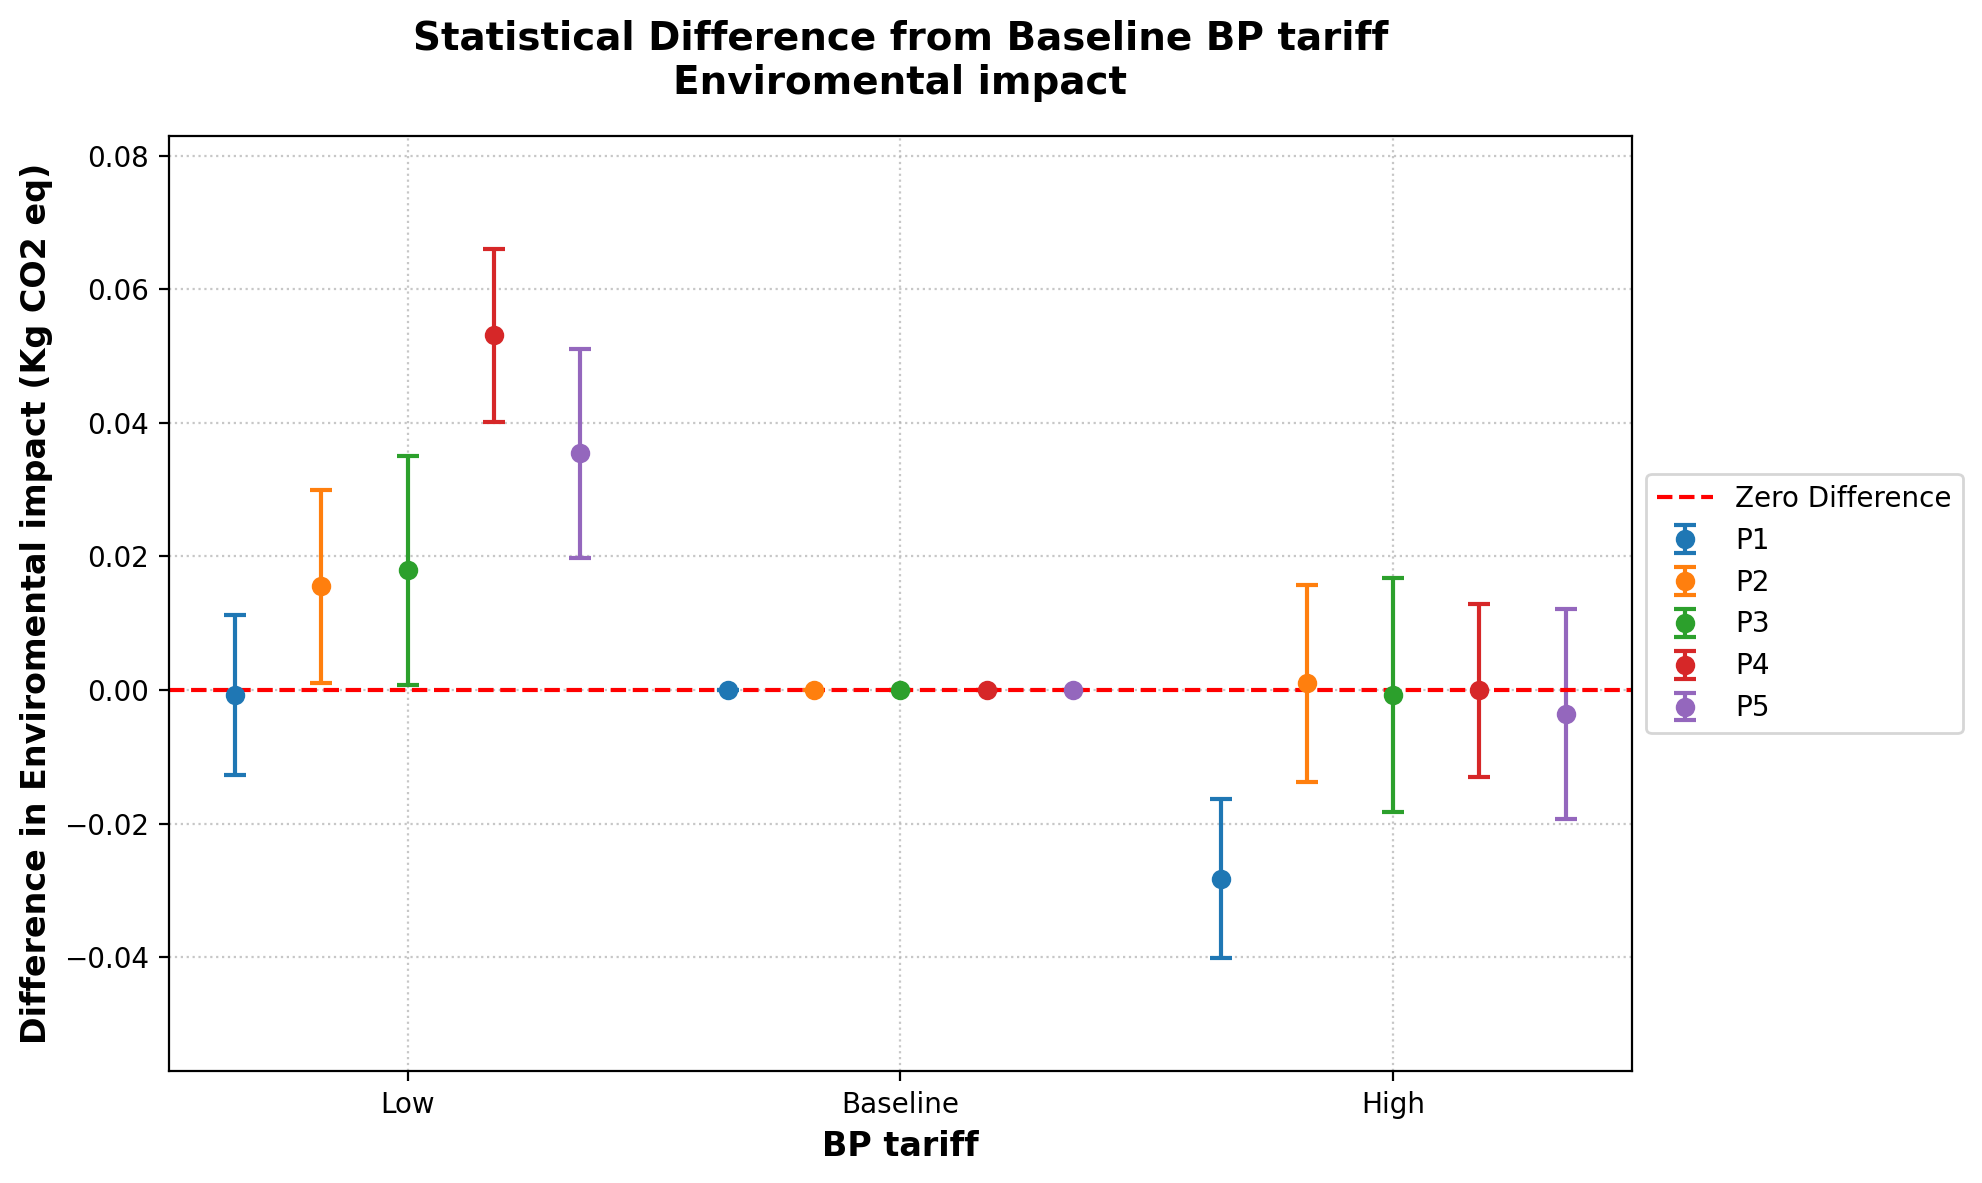 Statistical Difference from Baseline BP tariff
Enviromental impact
Difference in Enviromental impact (Kg CO2 eq)
0.08
0.06
0.04
0.02
0.00
−0.02
−0.04
Low
Baseline
High
BP tariff
Zero Difference
P1
P2
P3
P4
P5